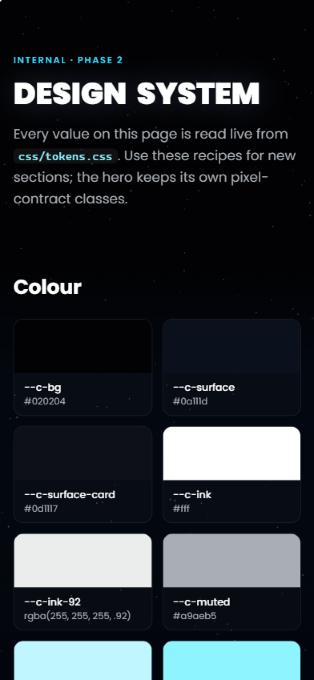 INTERNAL · PHASE 2
DESIGN SYSTEM
Every value on this page is read live from
css/tokens.css. Use these recipes for new
sections; the hero keeps its own pixel-
contract classes.
Colour
--c-bg
#020204
--c-surface
#0a111d
--c-surface-card
#0d1117
--c-ink
#fff
--c-ink-92
rgba(255, 255, 255, .92)
--c-muted
#a9aeb5